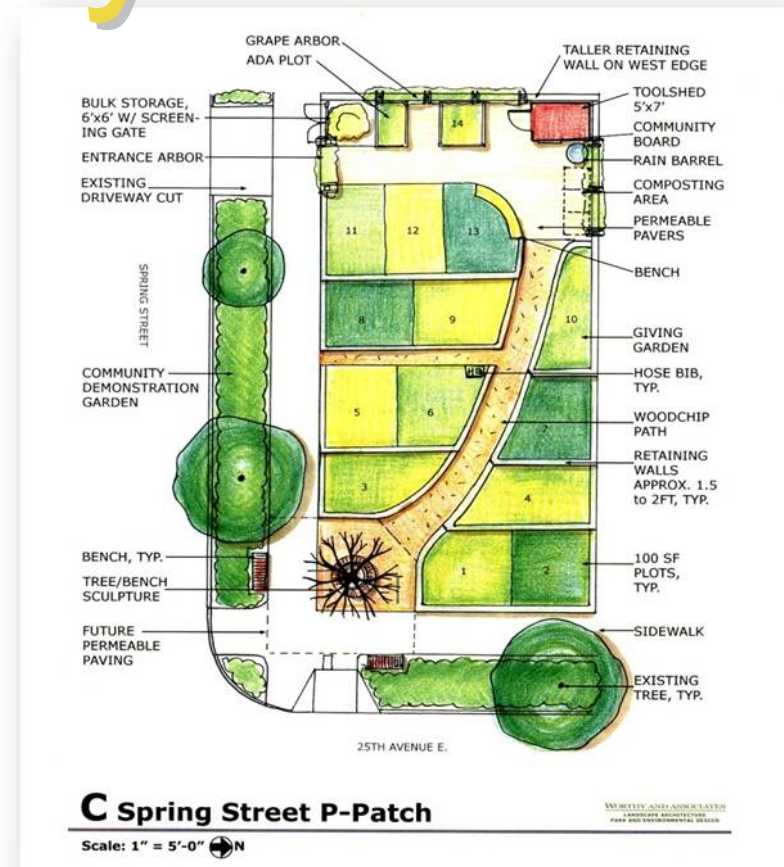 GRAPE ARBOR
ADA PLOT
TALLER RETAINING
WALL ON WEST EDGE
BULK STORAGE,
6'x6' W/ SCREEN-
ING GATE
ENTRANCE ARBOR
EXISTING
DRIVEWAY CUT
TOOLSHED
5'x7'
COMMUNITY
BOARD
RAIN BARREL
COMPOSTING
AREA
PERMEABLE
PAVERS
BENCH
14
11
12
13
8
9
10
5
6
7
3
4
1
2
SPRING STREET
GIVING
GARDEN
HOSE BIB,
TYP.
COMMUNITY
DEMONSTRATION
GARDEN
WOODCHIP
PATH
RETAINING
WALLS
APPROX. 1.5
to 2FT, TYP.
BENCH, TYP.
TREE/BENCH
SCULPTURE
100 SF
PLOTS,
TYP.
FUTURE
PERMEABLE
PAVING
SIDEWALK
EXISTING
TREE, TYP.
25TH AVENUE E.
C Spring Street P-Patch
WORTHY AND ASSOCIATES
LANDSCAPE ARCHITECTURE
PARK AND ENVIRONMENTAL DESIGN
Scale: 1" = 5'-0" N